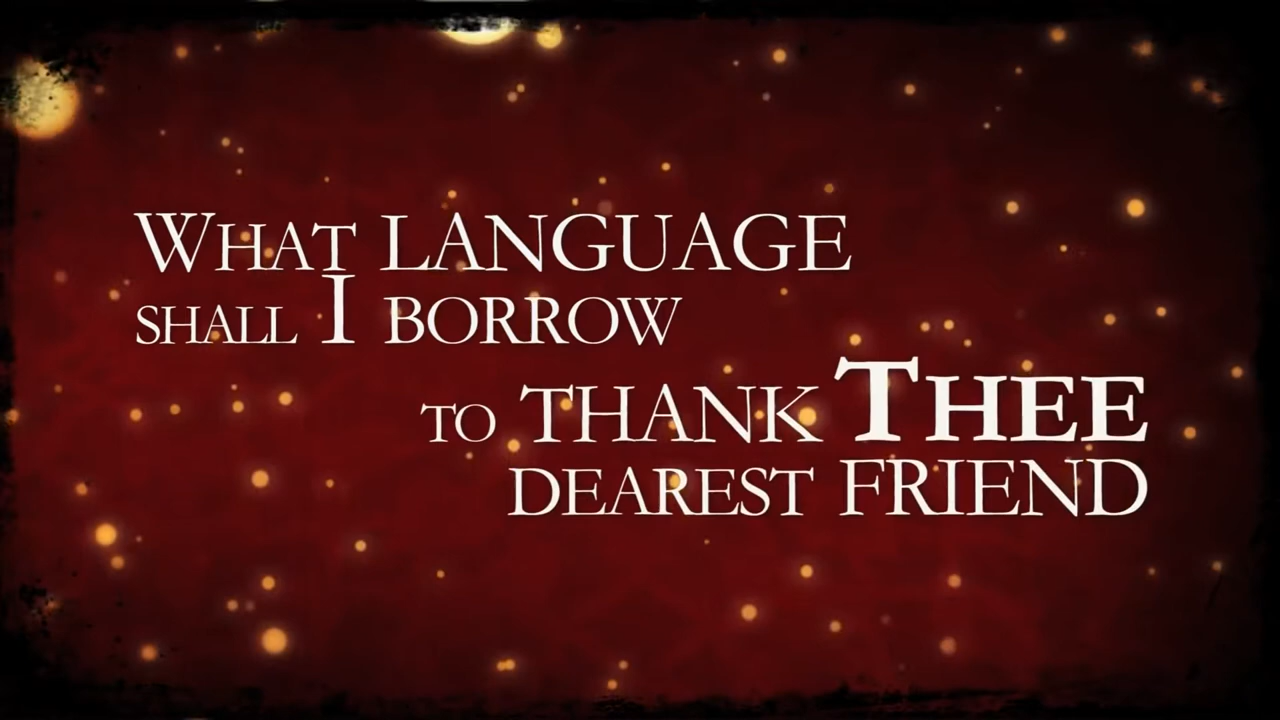 What language
shall I borrow
to thank Thee
dearest friend